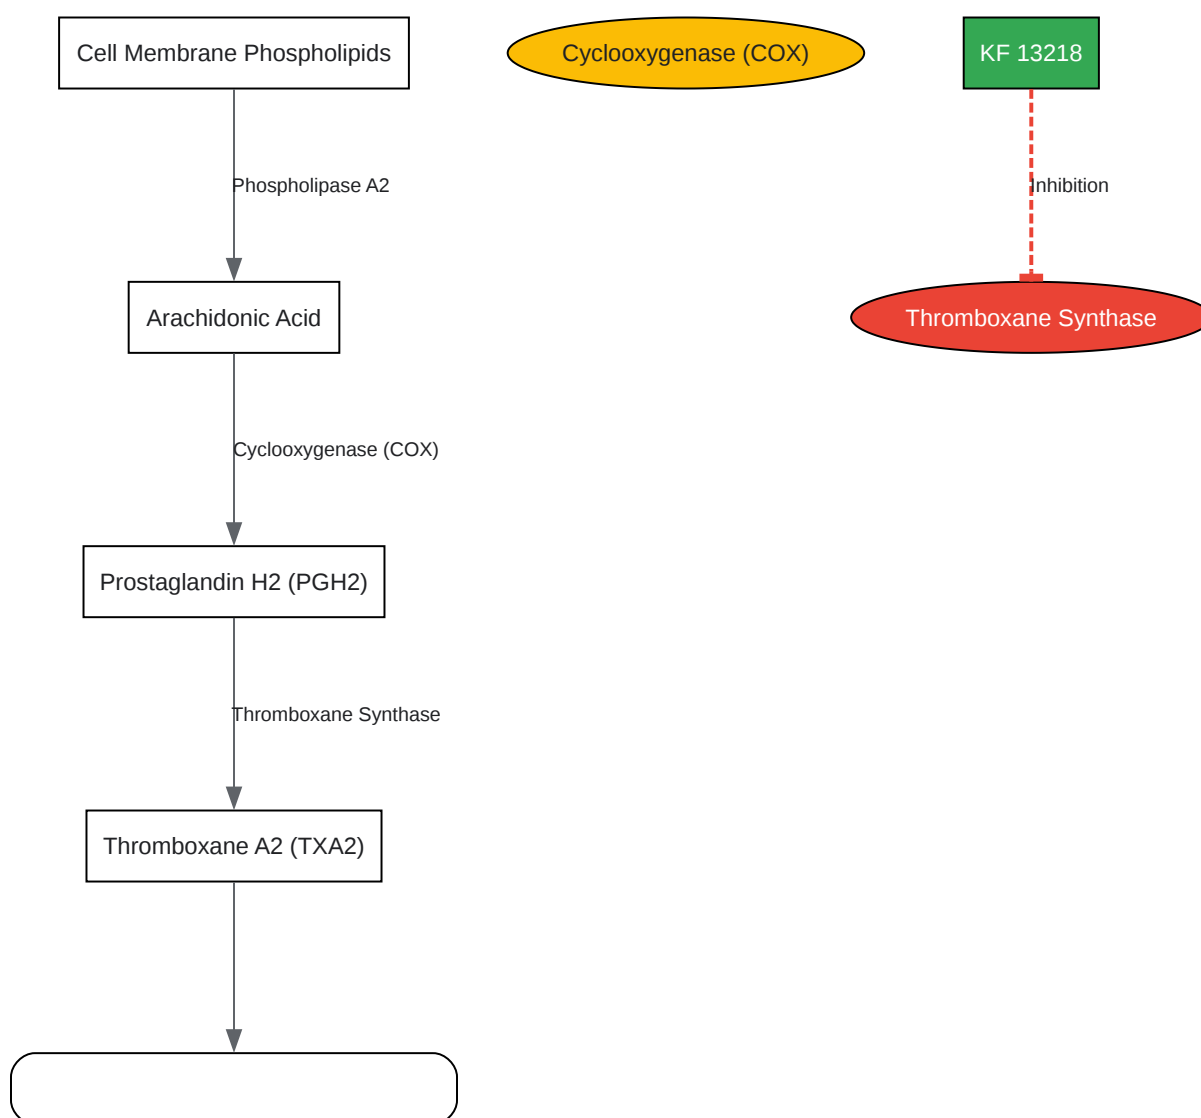 Cell Membrane Phospholipids
Cyclooxygenase (COX)
KF 13218
Phospholipase A2
Inhibition
Arachidonic Acid
Thromboxane Synthase
Cyclooxygenase (COX)
Prostaglandin H2 (PGH2)
Thromboxane Synthase
Thromboxane A2 (TXA2)